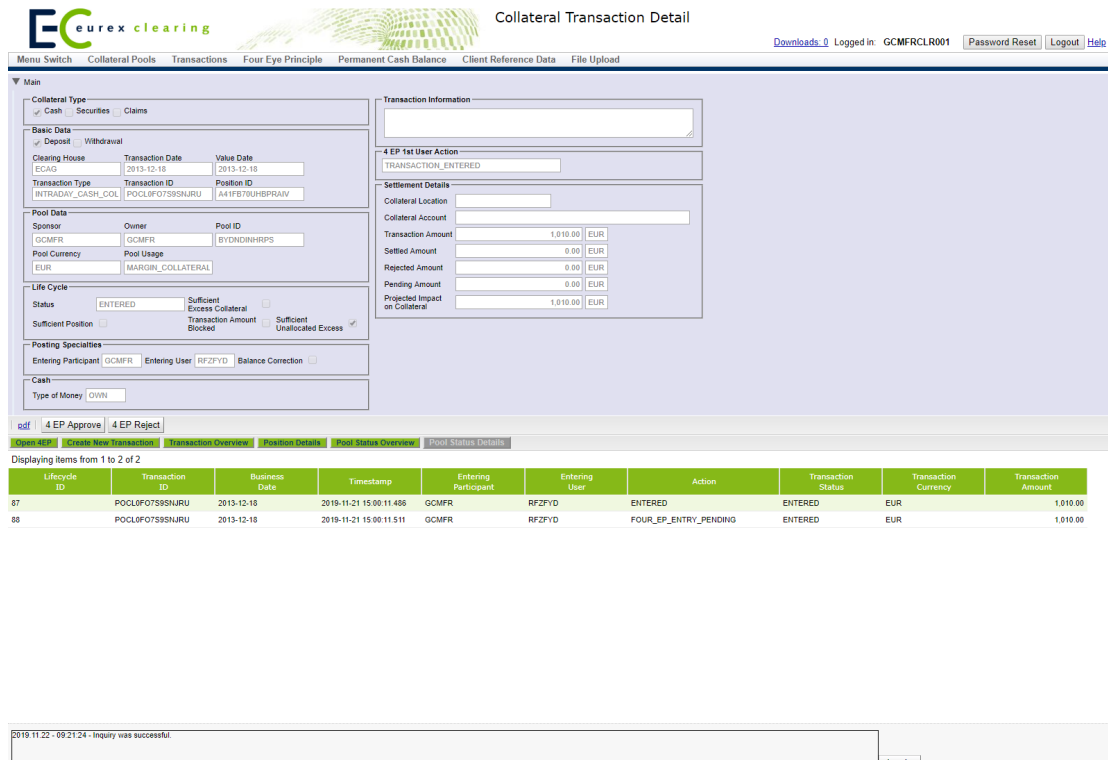 EC eurex clearing
Collateral Transaction Detail
Downloads: 0 Logged in: GCMFRCLR001 Password Reset Logout Help
Menu Switch Collateral Pools Transactions Four Eye Principle Permanent Cash Balance Client Reference Data File Upload
Main
Collateral Type
Cash Securities Claims
Basic Data
Deposit Withdrawal
Clearing House Transaction Date Value Date
ECAG 2013-12-18 2013-12-18
Transaction Type Transaction ID Position ID
INTRADAY_CASH_COL POCL0FO7S9SNJRU A41FB70UHBPRAIV
Pool Data
Sponsor Owner Pool ID
GCMFR GCMFR BYDNDINHRPS
Pool Currency Pool Usage
EUR MARGIN_COLLATERAL
Life Cycle
Status ENTERED Sufficient Excess Collateral
Sufficient Position Transaction Amount Blocked Sufficient Unallocated Excess
Posting Specialties
Entering Participant GCMFR Entering User RFZFYD Balance Correction
Cash
Type of Money OWN
Transaction Information
4 EP 1st User Action
TRANSACTION_ENTERED
Settlement Details
Collateral Location
Collateral Account
Transaction Amount 1,010.00 EUR
Settled Amount 0.00 EUR
Rejected Amount 0.00 EUR
Pending Amount 0.00 EUR
Projected Impact on Collateral 1,010.00 EUR
pdf 4 EP Approve 4 EP Reject
Open 4EP Create New Transaction Transaction Overview Position Details Pool Status Overview Pool Status Details
Displaying items from 1 to 2 of 2
Lifecycle ID Transaction ID Business Date Timestamp Entering Participant Entering User Action Transaction Status Transaction Currency Transaction Amount
87 POCL0FO7S9SNJRU 2013-12-18 2019-11-21 15:00:11.486 GCMFR RFZFYD ENTERED ENTERED EUR 1,010.00
88 POCL0FO7S9SNJRU 2013-12-18 2019-11-21 15:00:11.511 GCMFR RFZFYD FOUR_EP_ENTRY_PENDING ENTERED EUR 1,010.00
2019.11.22 - 09:21:24 - Inquiry was successful.